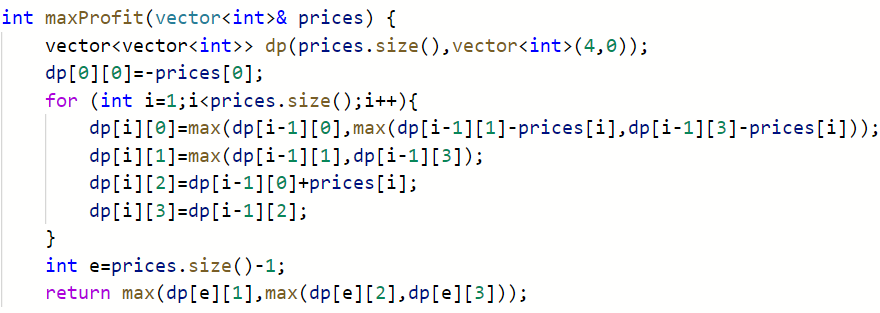 int maxProfit(vector<int>& prices) {
    vector<vector<int>> dp(prices.size(),vector<int>(4,0));
    dp[0][0]=-prices[0];
    for (int i=1;i<prices.size();i++){
        dp[i][0]=max(dp[i-1][0],max(dp[i-1][1]-prices[i],dp[i-1][3]-prices[i]));
        dp[i][1]=max(dp[i-1][1],dp[i-1][3]);
        dp[i][2]=dp[i-1][0]+prices[i];
        dp[i][3]=dp[i-1][2];
    }
    int e=prices.size()-1;
    return max(dp[e][1],max(dp[e][2],dp[e][3]));